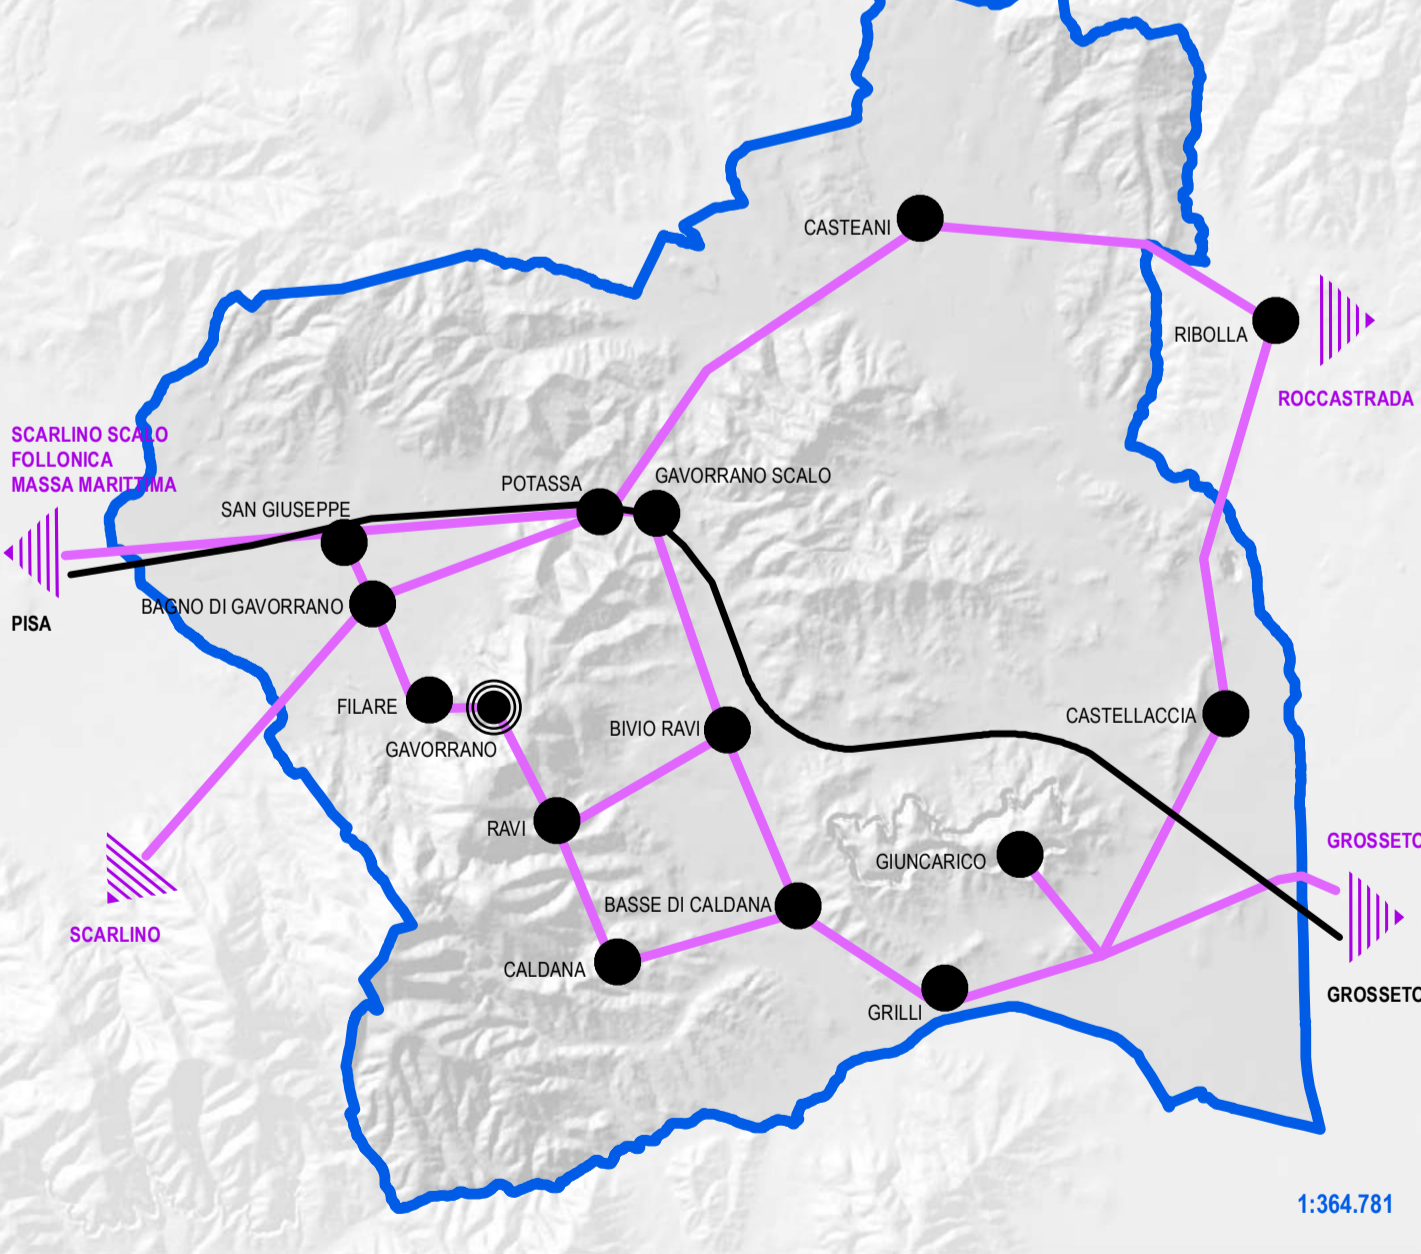 CASTEANI
RIBOLLA
ROCCASTRADA
SCARLINO SCALO
FOLLONICA
MASSA MARITTIMA
POTASSA
GAVORRANO SCALO
SAN GIUSEPPE
BAGNO DI GAVORRANO
PISA
FILARE
GAVORRANO
BIVIO RAVI
CASTELLACCIA
RAVI
GIUNCARICO
GROSSETO
BASSE DI CALDANA
SCARLINO
CALDANA
GRILLI
GROSSETO
1:364.781